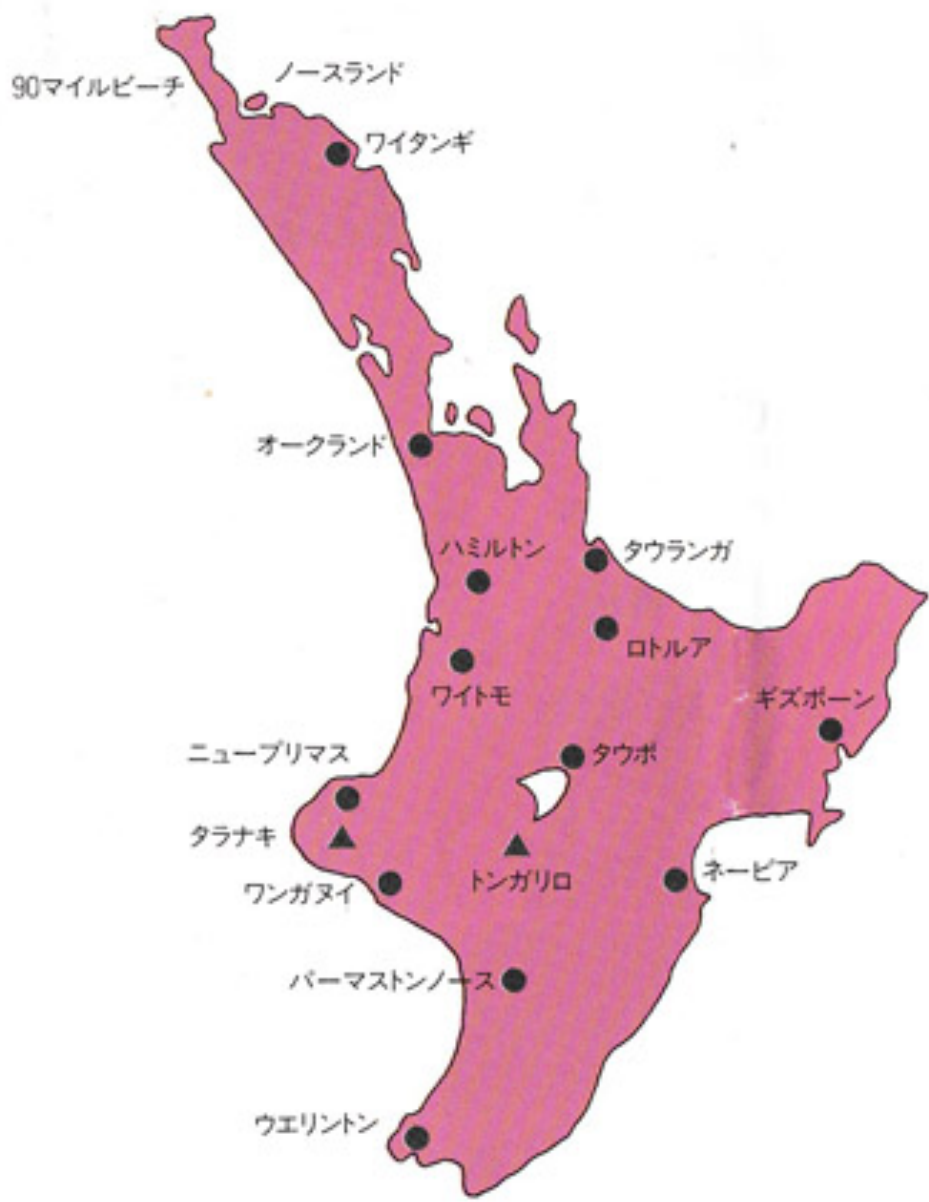 ノースランド
90マイルビーチ
ワイタンギ
オークランド
ハミルトン
タウランガ
ロトルア
ワイトモ
ギズボーン
ニュープリマス
タウポ
タラナキ
トンガリロ
ネーピア
ワンガヌイ
パーマストンノース
ウエリントン